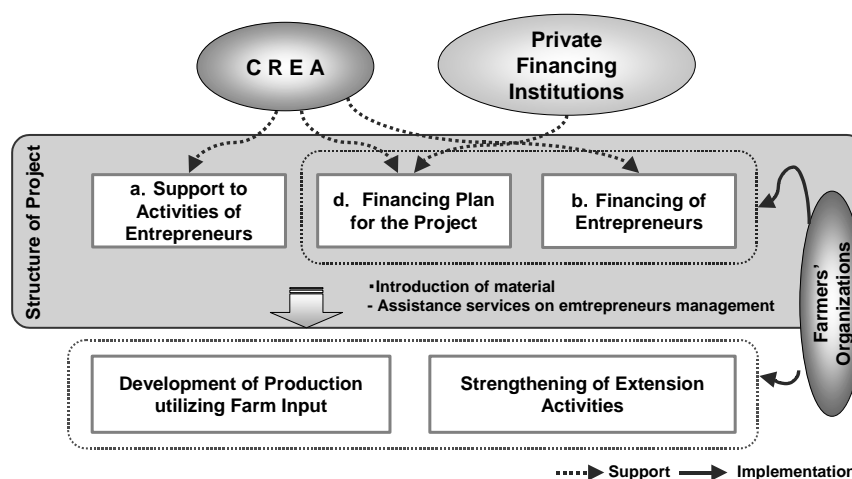 C R E A
Private
Financing
Institutions
Structure of Project
a. Support to
Activities of
Entrepreneurs
d. Financing Plan
for the Project
b. Financing of
Entrepreneurs
▪Introduction of material
- Assistance services on emtrepreneurs management
Farmers'
Organizations
Development of Production
utilizing Farm Input
Strengthening of Extension
Activities
Support
Implementation